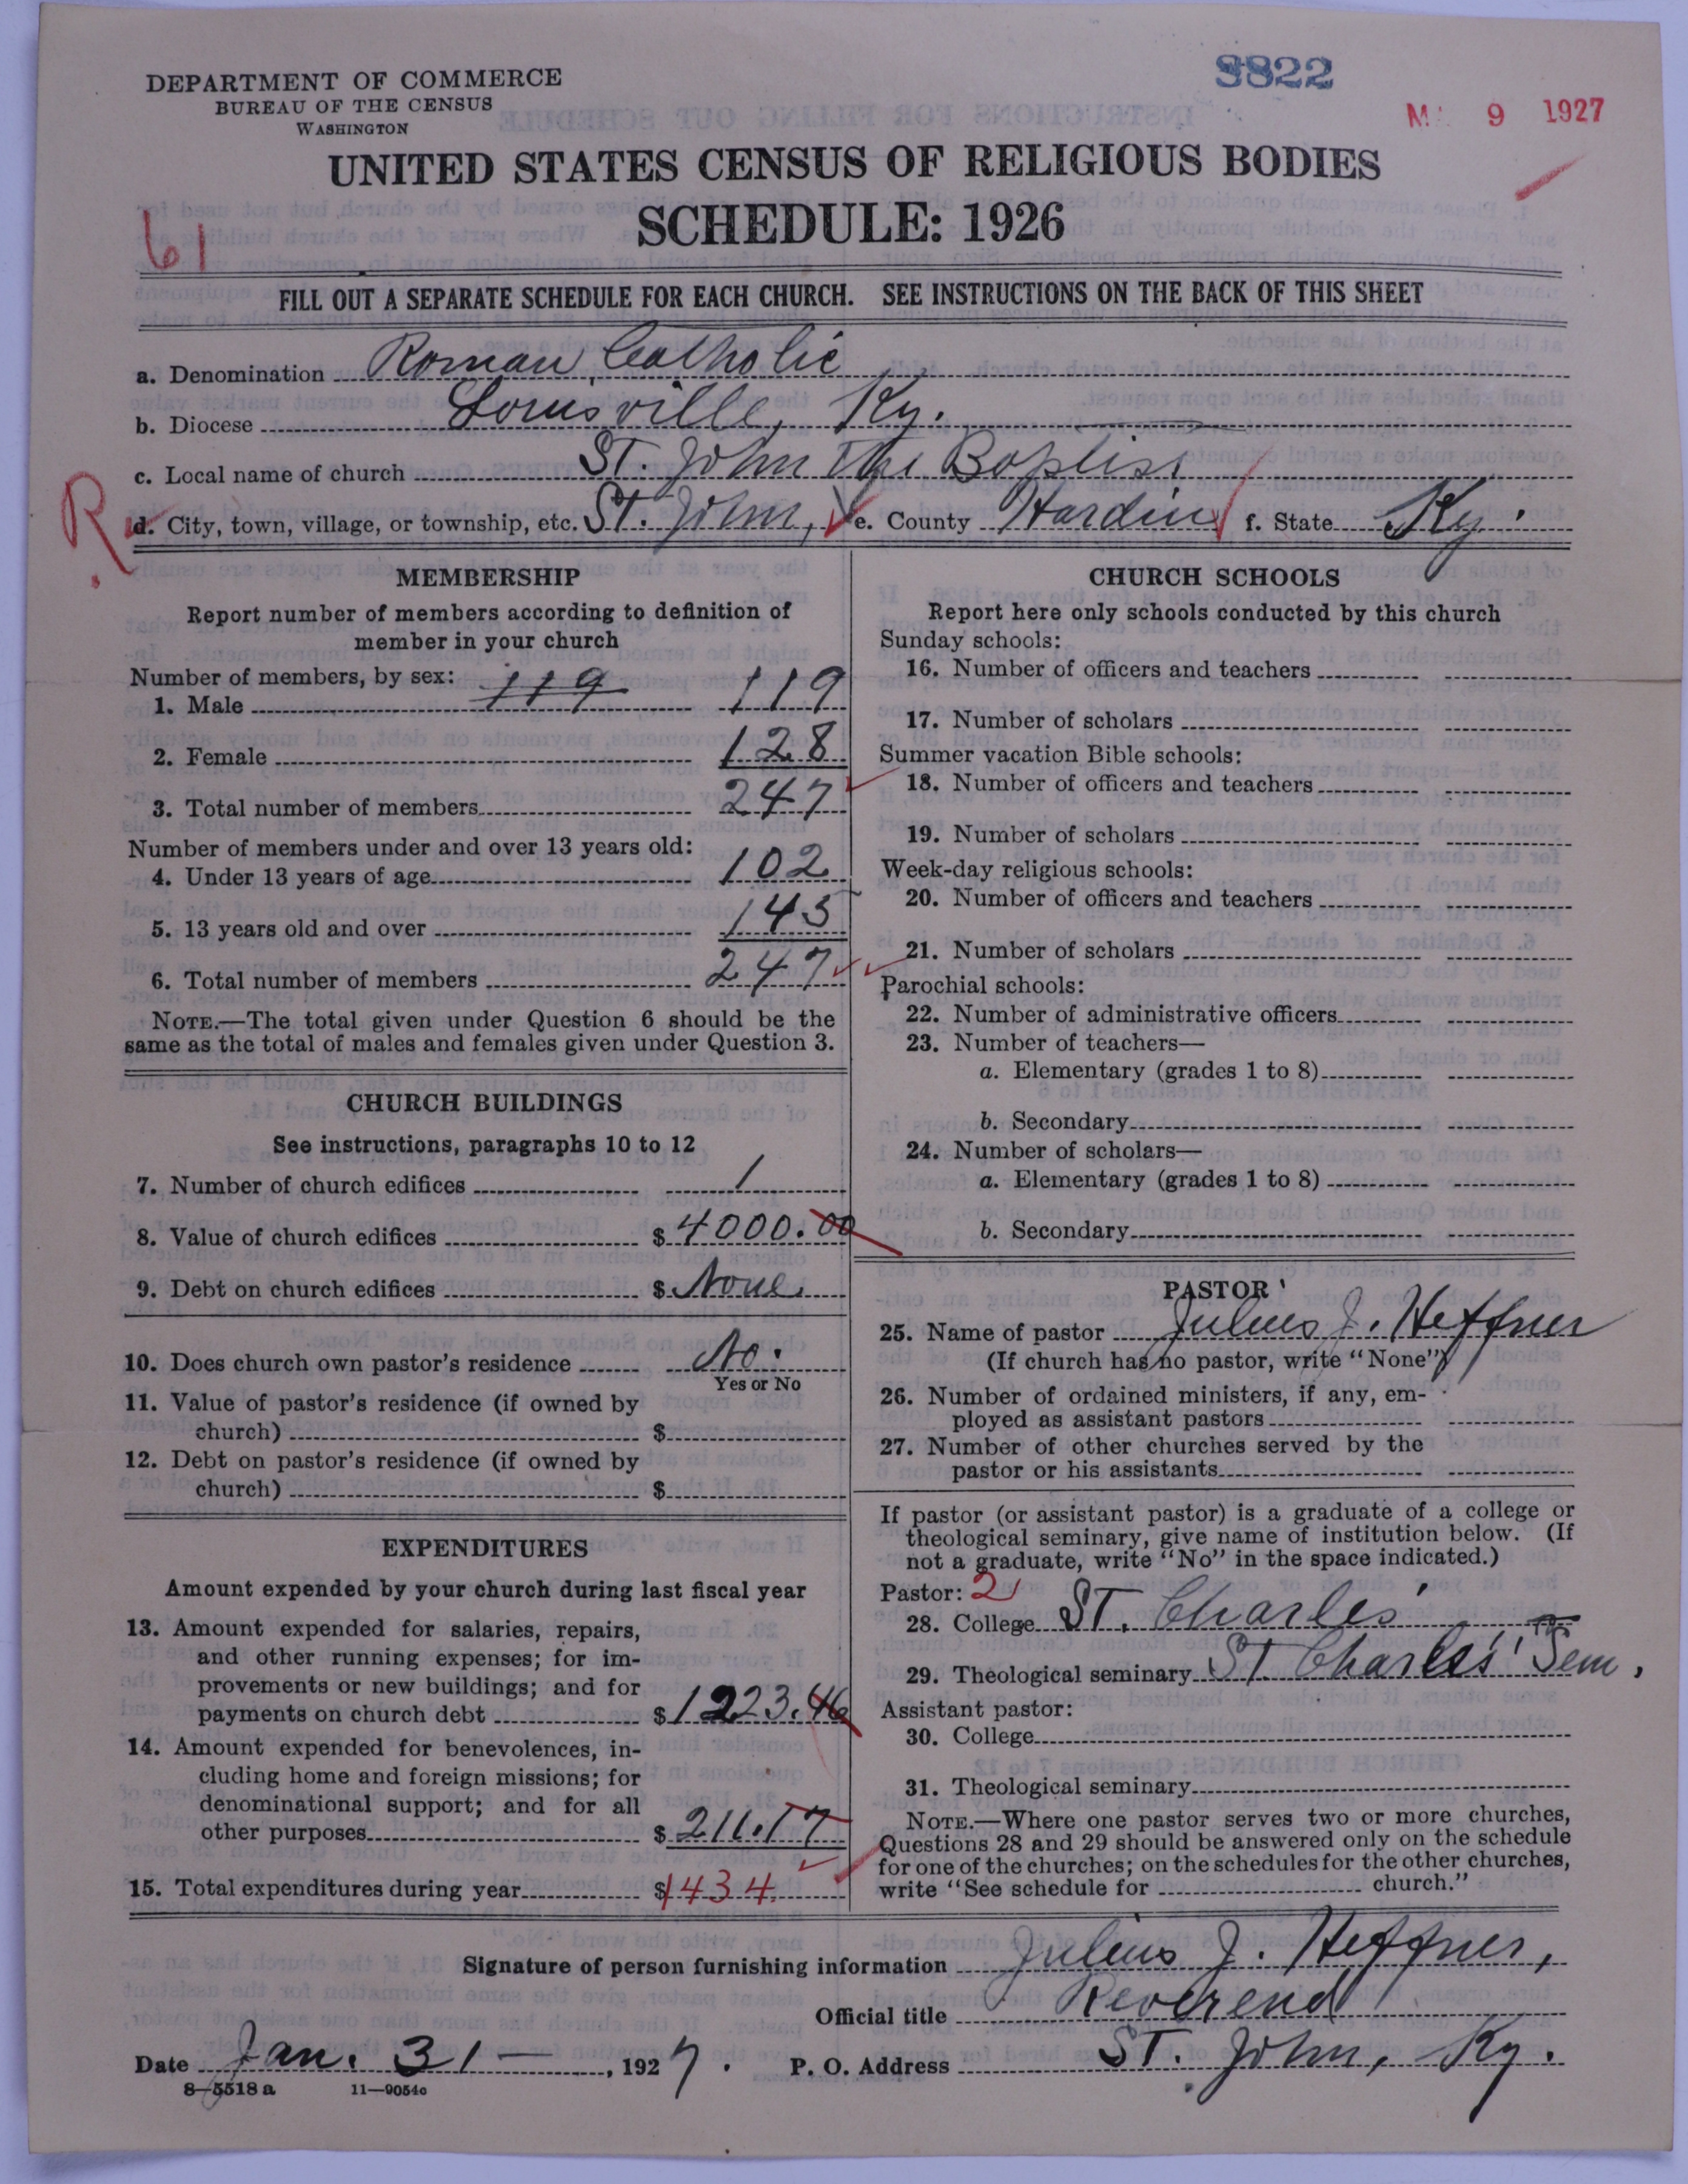 DEPARTMENT OF COMMERCE
BUREAU OF THE CENSUS
WASHINGTON
8822
9 1927
UNITED STATES CENSUS OF RELIGIOUS BODIES
SCHEDULE: 1926
61
FILL OUT A SEPARATE SCHEDULE FOR EACH CHURCH. SEE INSTRUCTIONS ON THE BACK OF THIS SHEET
a. Denomination Roman Catholic
b. Diocese Louisville, Ky.
c. Local name of church St. John The Baptist
R d. City, town, village, or township, etc. St. John, e. County Hardin f. State Ky.
MEMBERSHIP
Report number of members according to definition of
member in your church
Number of members, by sex: 119
1. Male 119
2. Female 128
3. Total number of members 247
Number of members under and over 13 years old:
4. Under 13 years of age 102
5. 13 years old and over 145
6. Total number of members 247
NOTE.—The total given under Question 6 should be the
same as the total of males and females given under Question 3.
CHURCH BUILDINGS
See instructions, paragraphs 10 to 12
7. Number of church edifices 1
8. Value of church edifices $4000.00
9. Debt on church edifices $ None.
10. Does church own pastor's residence No.
Yes or No
11. Value of pastor's residence (if owned by
church) $
12. Debt on pastor's residence (if owned by
church) $
EXPENDITURES
Amount expended by your church during last fiscal year
13. Amount expended for salaries, repairs,
and other running expenses; for im-
provements or new buildings; and for
payments on church debt $1223.46
14. Amount expended for benevolences, in-
cluding home and foreign missions; for
denominational support; and for all
other purposes $211.17
15. Total expenditures during year $1434
CHURCH SCHOOLS
Report here only schools conducted by this church
Sunday schools:
16. Number of officers and teachers
17. Number of scholars
Summer vacation Bible schools:
18. Number of officers and teachers
19. Number of scholars
Week-day religious schools:
20. Number of officers and teachers
21. Number of scholars
Parochial schools:
22. Number of administrative officers
23. Number of teachers—
a. Elementary (grades 1 to 8)
b. Secondary
24. Number of scholars—
a. Elementary (grades 1 to 8)
b. Secondary
PASTOR
25. Name of pastor Julius J. Heffner
(If church has no pastor, write "None")
26. Number of ordained ministers, if any, em-
ployed as assistant pastors
27. Number of other churches served by the
pastor or his assistants
If pastor (or assistant pastor) is a graduate of a college or
theological seminary, give name of institution below. (If
not a graduate, write "No" in the space indicated.)
Pastor: 2
28. College St. Charles'
29. Theological seminary St Charles' Sem.
Assistant pastor:
30. College
31. Theological seminary
NOTE.—Where one pastor serves two or more churches,
Questions 28 and 29 should be answered only on the schedule
for one of the churches; on the schedules for the other churches,
write "See schedule for church."
Signature of person furnishing information Julius J. Heffner,
Official title Reverend
Date Jan. 31 —, 1927. P. O. Address St. John, Ky.
8—5518 a 11—9054c